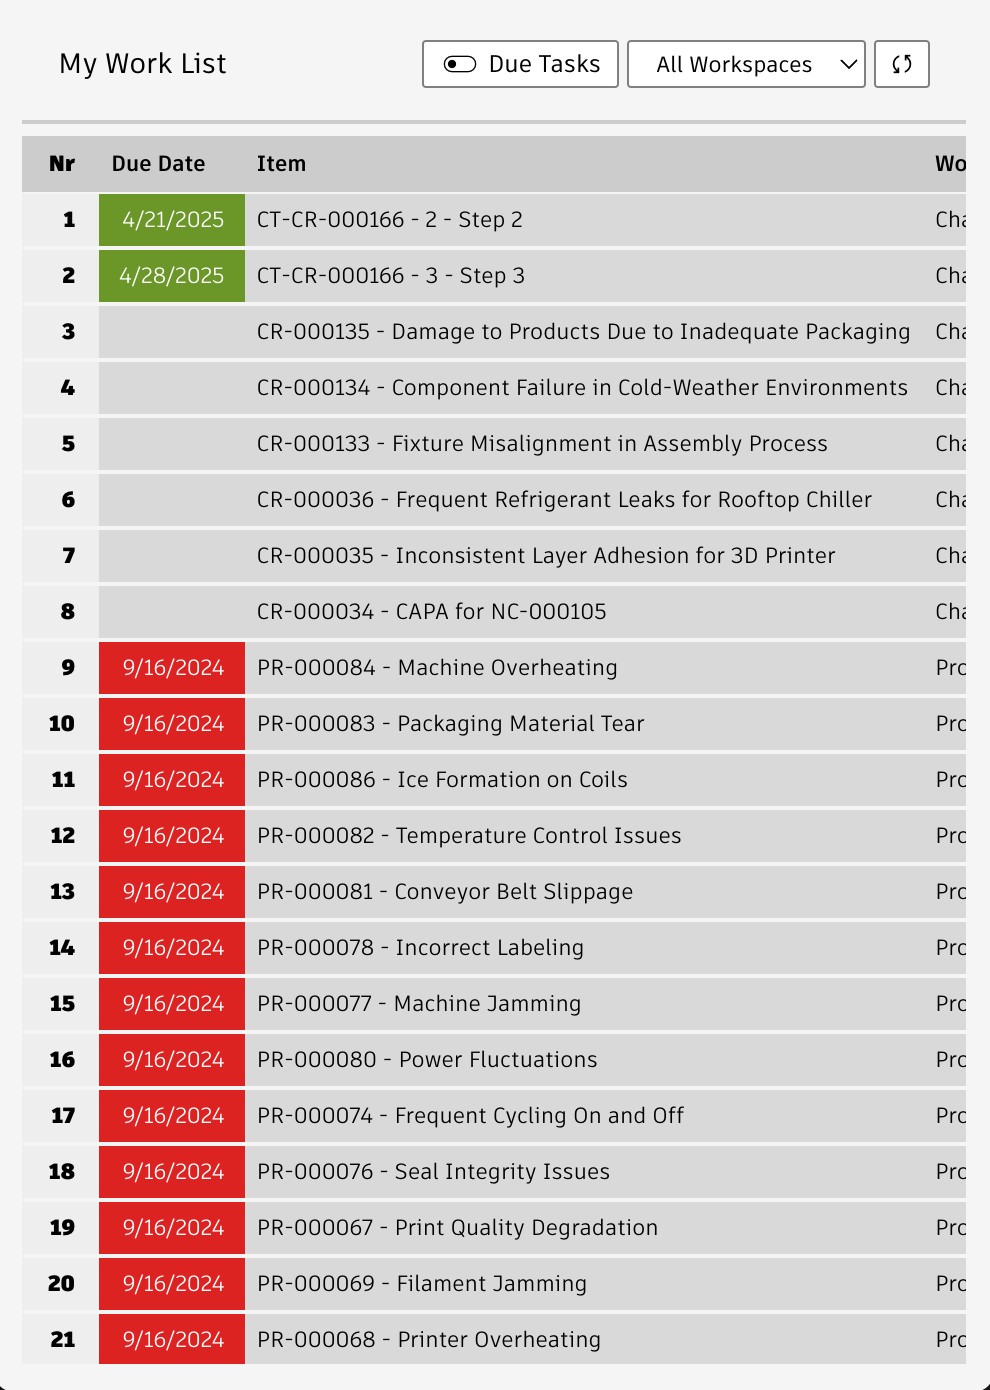 My Work List Due Tasks All Workspaces
Nr Due Date Item Wo
1 4/21/2025 CT-CR-000166 - 2 - Step 2 Cha
2 4/28/2025 CT-CR-000166 - 3 - Step 3 Cha
3 CR-000135 - Damage to Products Due to Inadequate Packaging Cha
4 CR-000134 - Component Failure in Cold-Weather Environments Cha
5 CR-000133 - Fixture Misalignment in Assembly Process Cha
6 CR-000036 - Frequent Refrigerant Leaks for Rooftop Chiller Cha
7 CR-000035 - Inconsistent Layer Adhesion for 3D Printer Cha
8 CR-000034 - CAPA for NC-000105 Cha
9 9/16/2024 PR-000084 - Machine Overheating Pro
10 9/16/2024 PR-000083 - Packaging Material Tear Pro
11 9/16/2024 PR-000086 - Ice Formation on Coils Pro
12 9/16/2024 PR-000082 - Temperature Control Issues Pro
13 9/16/2024 PR-000081 - Conveyor Belt Slippage Pro
14 9/16/2024 PR-000078 - Incorrect Labeling Pro
15 9/16/2024 PR-000077 - Machine Jamming Pro
16 9/16/2024 PR-000080 - Power Fluctuations Pro
17 9/16/2024 PR-000074 - Frequent Cycling On and Off Pro
18 9/16/2024 PR-000076 - Seal Integrity Issues Pro
19 9/16/2024 PR-000067 - Print Quality Degradation Pro
20 9/16/2024 PR-000069 - Filament Jamming Pro
21 9/16/2024 PR-000068 - Printer Overheating Pro